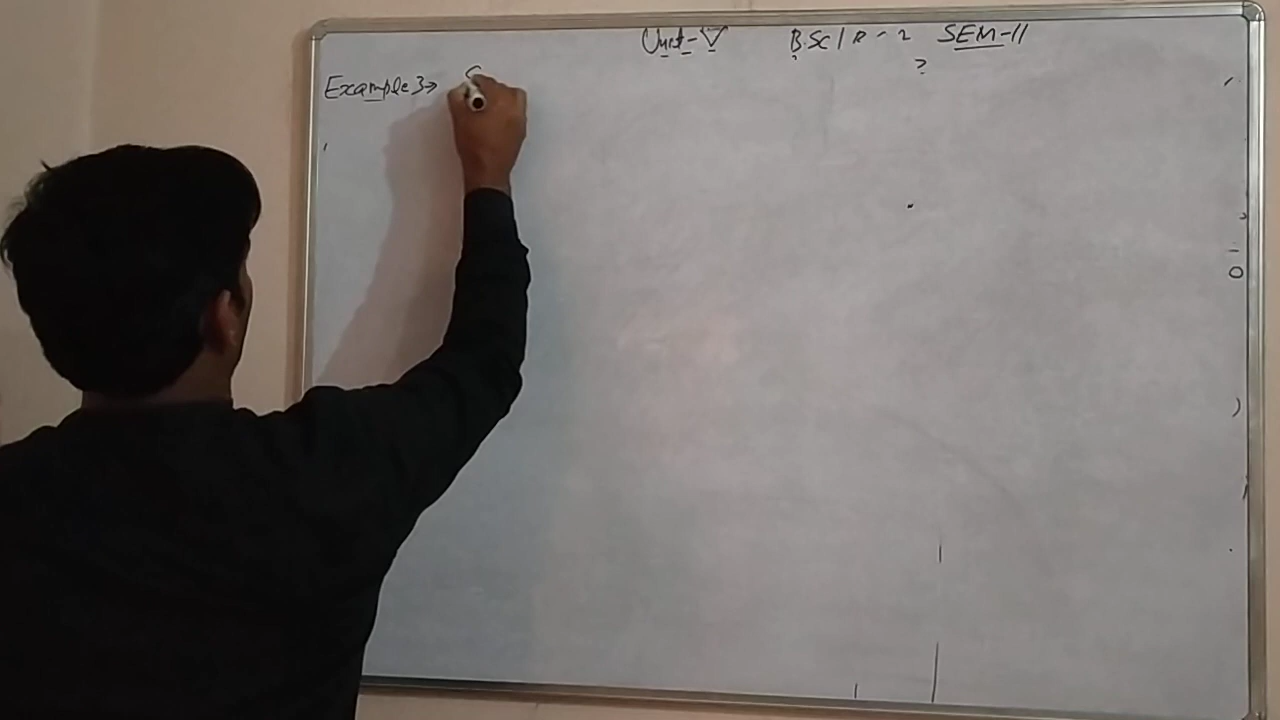 Unit-V BSC / P-2 SEM-II
Example 3→ S